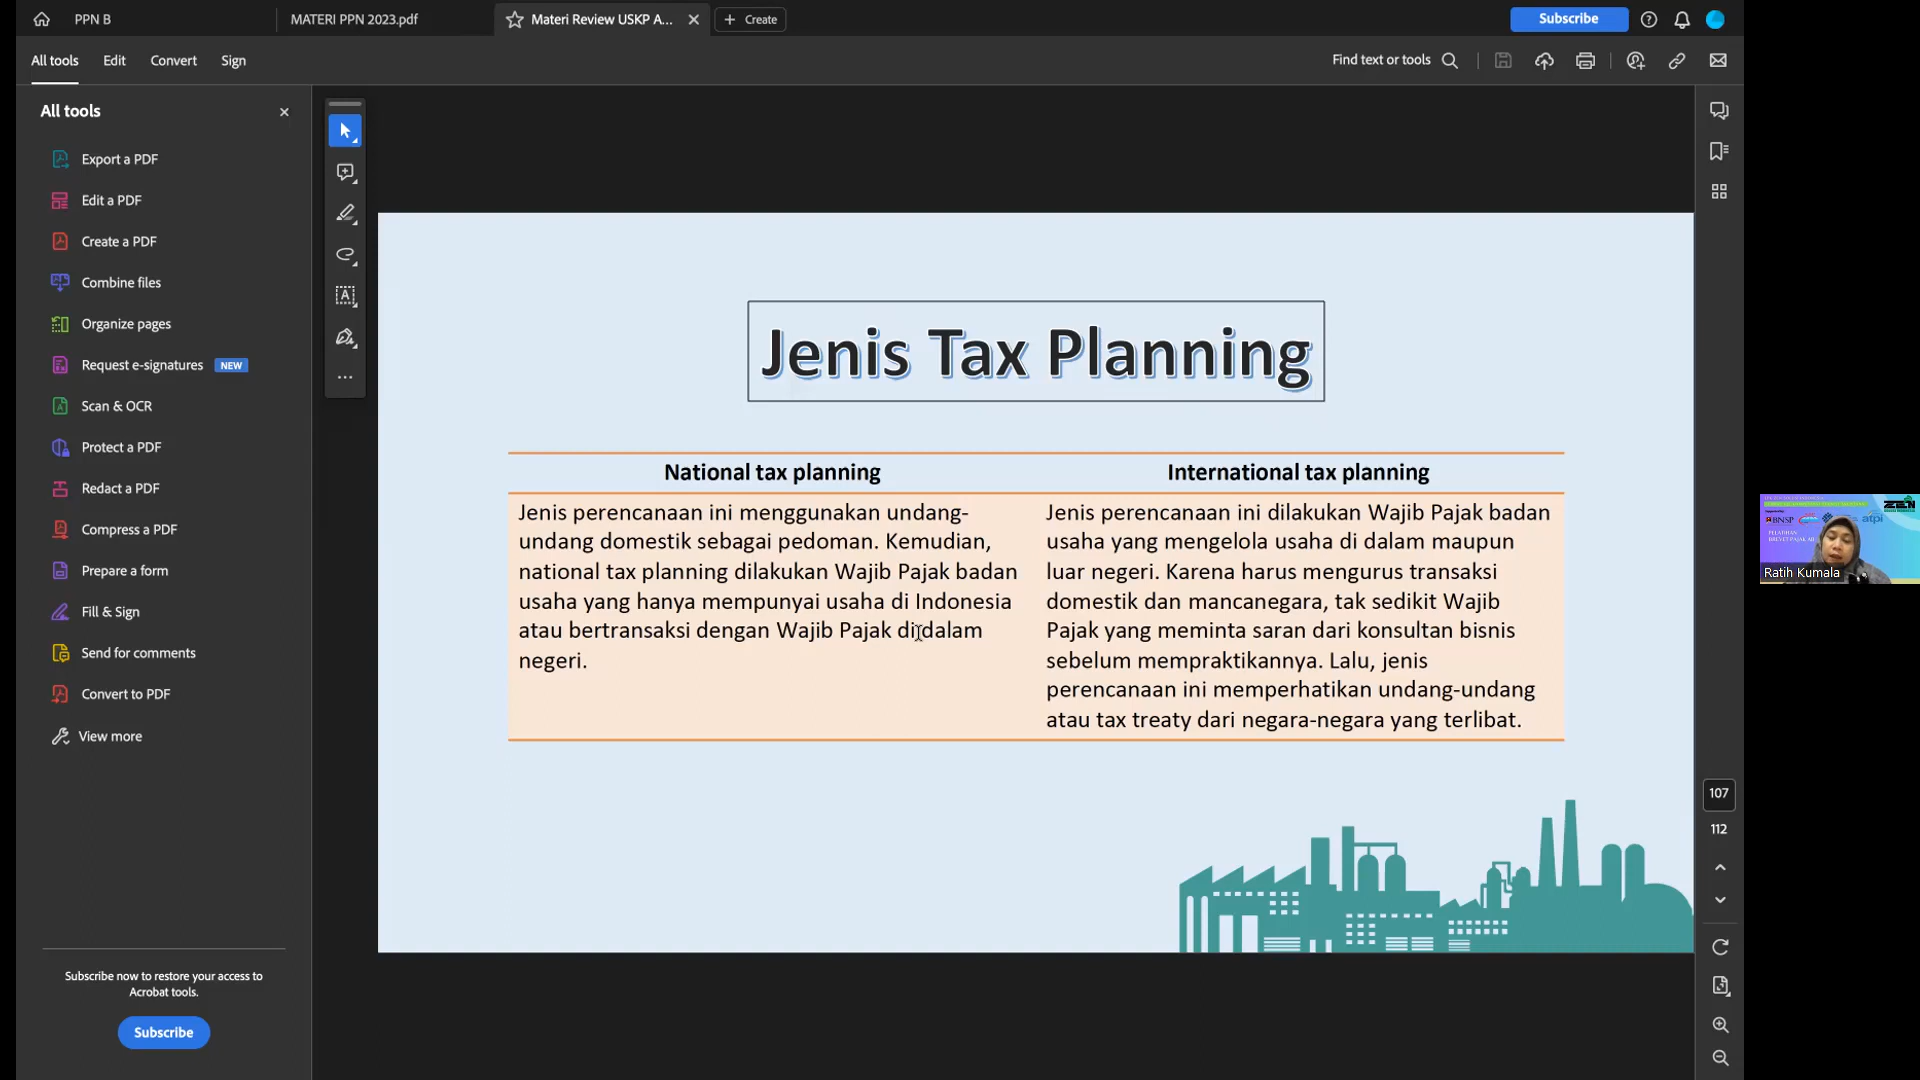 PPN B
MATERI PPN 2023.pdf
Materi Review USKP A...
Create
Subscribe
All tools
Edit
Convert
Sign
Find text or tools
All tools
Export a PDF
Edit a PDF
Create a PDF
Combine files
Organize pages
Request e-signatures NEW
Scan & OCR
Protect a PDF
Redact a PDF
Compress a PDF
Prepare a form
Fill & Sign
Send for comments
Convert to PDF
View more
Subscribe now to restore your access to
Acrobat tools.
Subscribe
Jenis Tax Planning
National tax planning
Jenis perencanaan ini menggunakan undang-
undang domestik sebagai pedoman. Kemudian,
national tax planning dilakukan Wajib Pajak badan
usaha yang hanya mempunyai usaha di Indonesia
atau bertransaksi dengan Wajib Pajak di dalam
negeri.
International tax planning
Jenis perencanaan ini dilakukan Wajib Pajak badan
usaha yang mengelola usaha di dalam maupun
luar negeri. Karena harus mengurus transaksi
domestik dan mancanegara, tak sedikit Wajib
Pajak yang meminta saran dari konsultan bisnis
sebelum mempraktikannya. Lalu, jenis
perencanaan ini memperhatikan undang-undang
atau tax treaty dari negara-negara yang terlibat.
107
112
ZEN
BNSP
atpi
PELATIHAN
BREVET PAJAK AB
Ratih Kumala